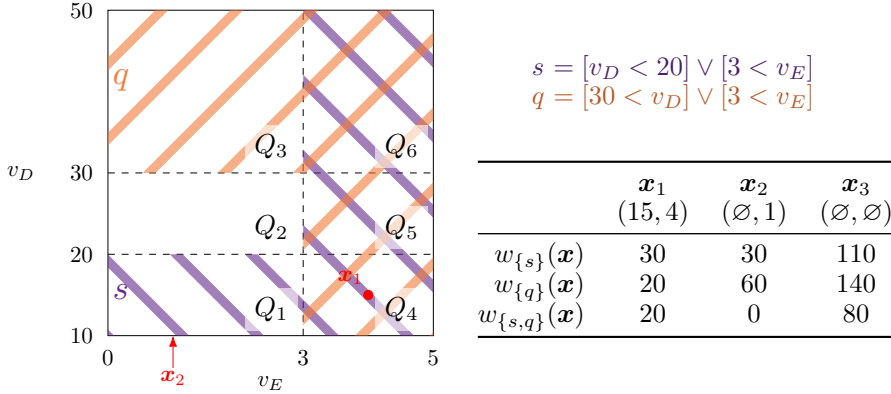 50
q
Q₃ Q₆
30
v_D
Q₂ Q₅
20
x₁
s
Q₁ Q₄
10
0 3 5
x₂ v_E
s = [v_D < 20] ∨ [3 < v_E]
q = [30 < v_D] ∨ [3 < v_E]
x₁ x₂ x₃
(15, 4) (∅, 1) (∅, ∅)
w_{s}(x) 30 30 110
w_{q}(x) 20 60 140
w_{s,q}(x) 20 0 80